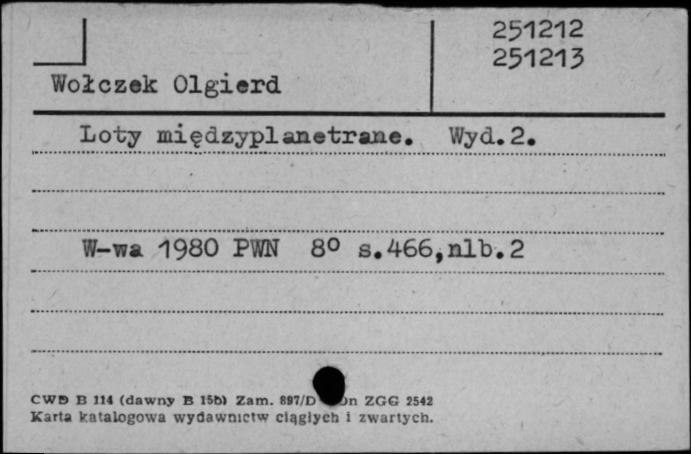 251212
251213
Wołczek Olgierd
Loty międzyplanetrane. Wyd.2.
W-wa 1980 PWN 8° s.466,nlb.2
CWD B 114 (dawny B 15b) Zam. 897/D n ZGG 2542
Karta katalogowa wydawnictw ciągłych i zwartych.